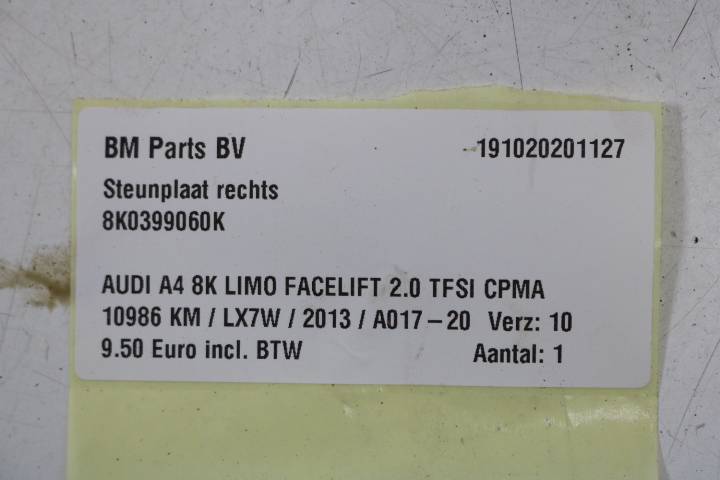 BM Parts BV 191020201127
Steunplaat rechts
8K0399060K
AUDI A4 8K LIMO FACELIFT 2.0 TFSI CPMA
10986 KM / LX7W / 2013 / A017-20 Verz: 10
9.50 Euro incl. BTW Aantal: 1